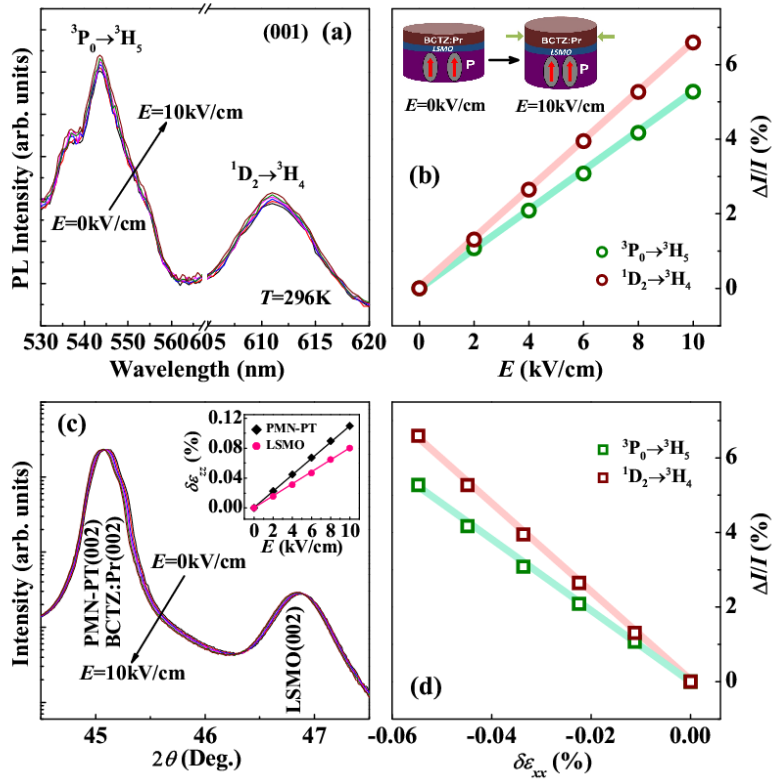 (a)
(001)
³P₀→³H₅
E=10kV/cm
E=0kV/cm
¹D₂→³H₄
T=296K
PL Intensity (arb. units)
530 540 550 560 605 610 615 620
Wavelength (nm)
BCTZ:Pr
LSMO
P
E=0kV/cm
BCTZ:Pr
LSMO
P
E=10kV/cm
(b)
³P₀→³H₅
¹D₂→³H₄
6
4
2
0
ΔI/I (%)
0 2 4 6 8 10
E (kV/cm)
(c)
0.12
0.08
0.04
0.00
δε_zz (%)
PMN-PT
LSMO
0 2 4 6 8 10
E (kV/cm)
PMN-PT(002)
BCTZ:Pr(002)
E=0kV/cm
E=10kV/cm
LSMO(002)
Intensity (arb. units)
45 46 47
2θ (Deg.)
³P₀→³H₅
¹D₂→³H₄
(d)
6
4
2
0
ΔI/I (%)
-0.06 -0.04 -0.02 0.00
δε_xx (%)